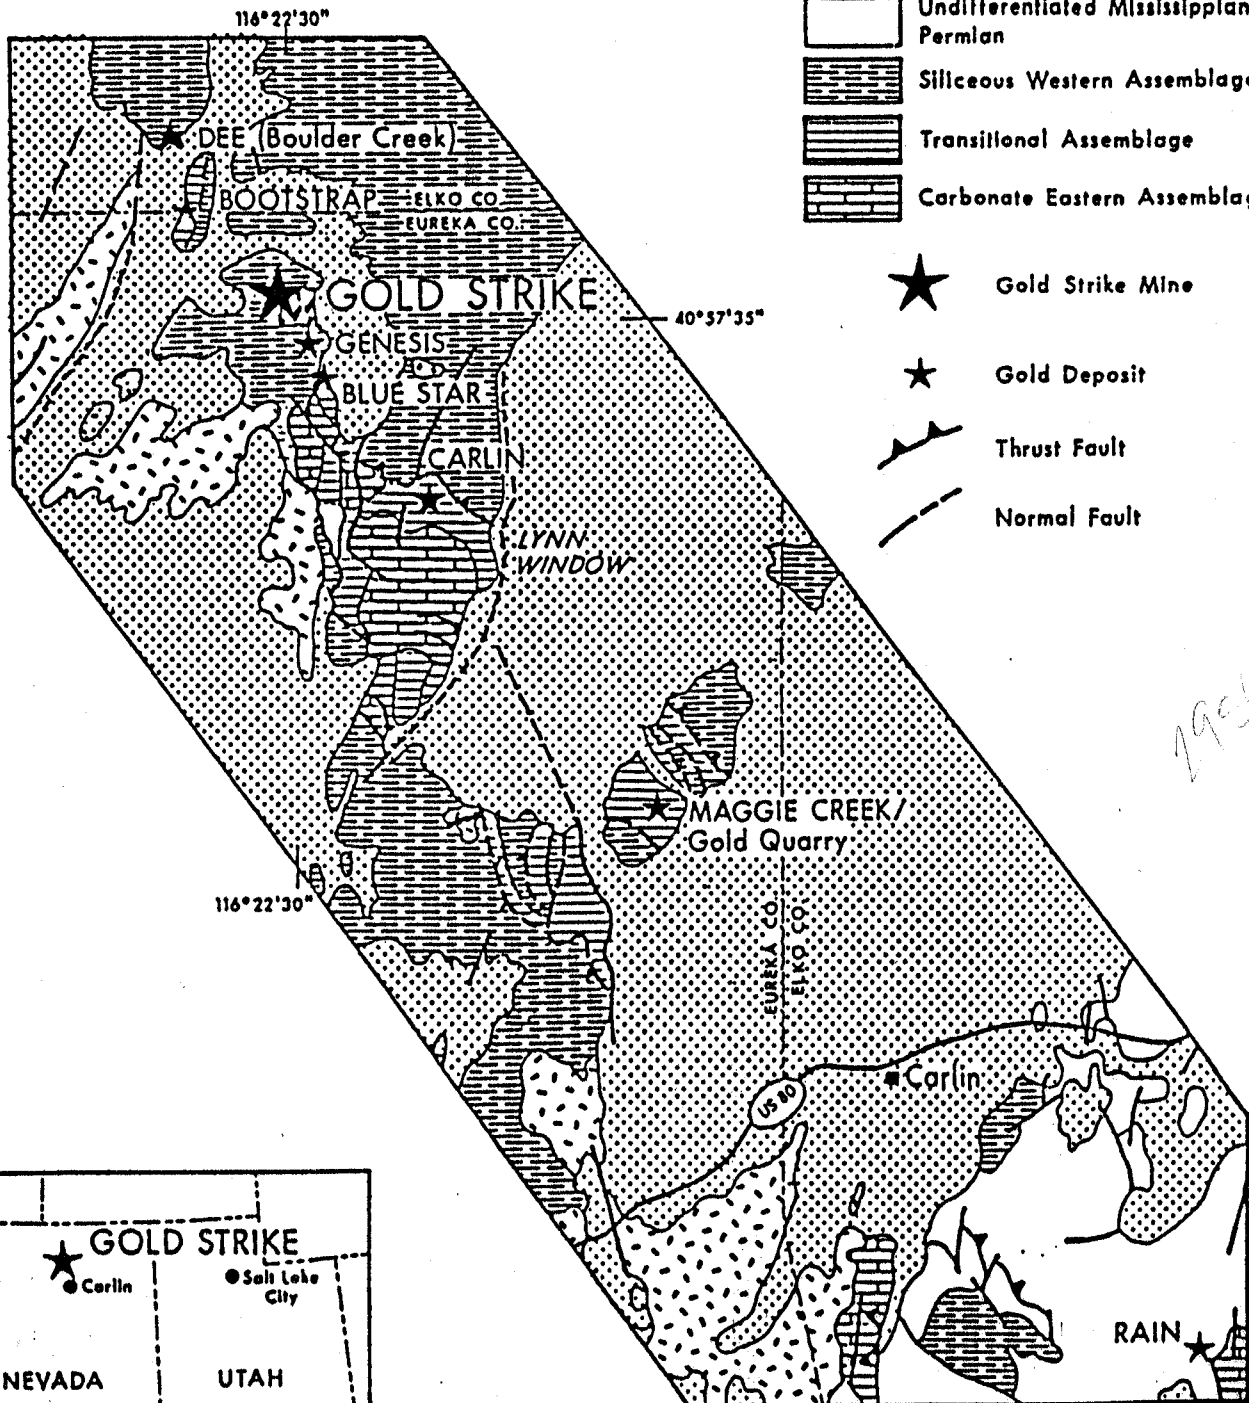 116°22'30"
Undifferentiated Mississippian
Permian
Siliceous Western Assemblag
Transitional Assemblage
Carbonate Eastern Assembla
Gold Strike Mine
Gold Deposit
Thrust Fault
Normal Fault
DEE (Boulder Creek)
BOOTSTRAP
ELKO CO.
EUREKA CO.
GOLD STRIKE
40°57'35"
GENESIS
BLUE STAR
CARLIN
LYNN
WINDOW
MAGGIE CREEK/
Gold Quarry
116°22'30"
EUREKA CO.
ELKO CO.
US 80
Carlin
RAIN
GOLD STRIKE
Carlin
Salt Lake
City
NEVADA
UTAH